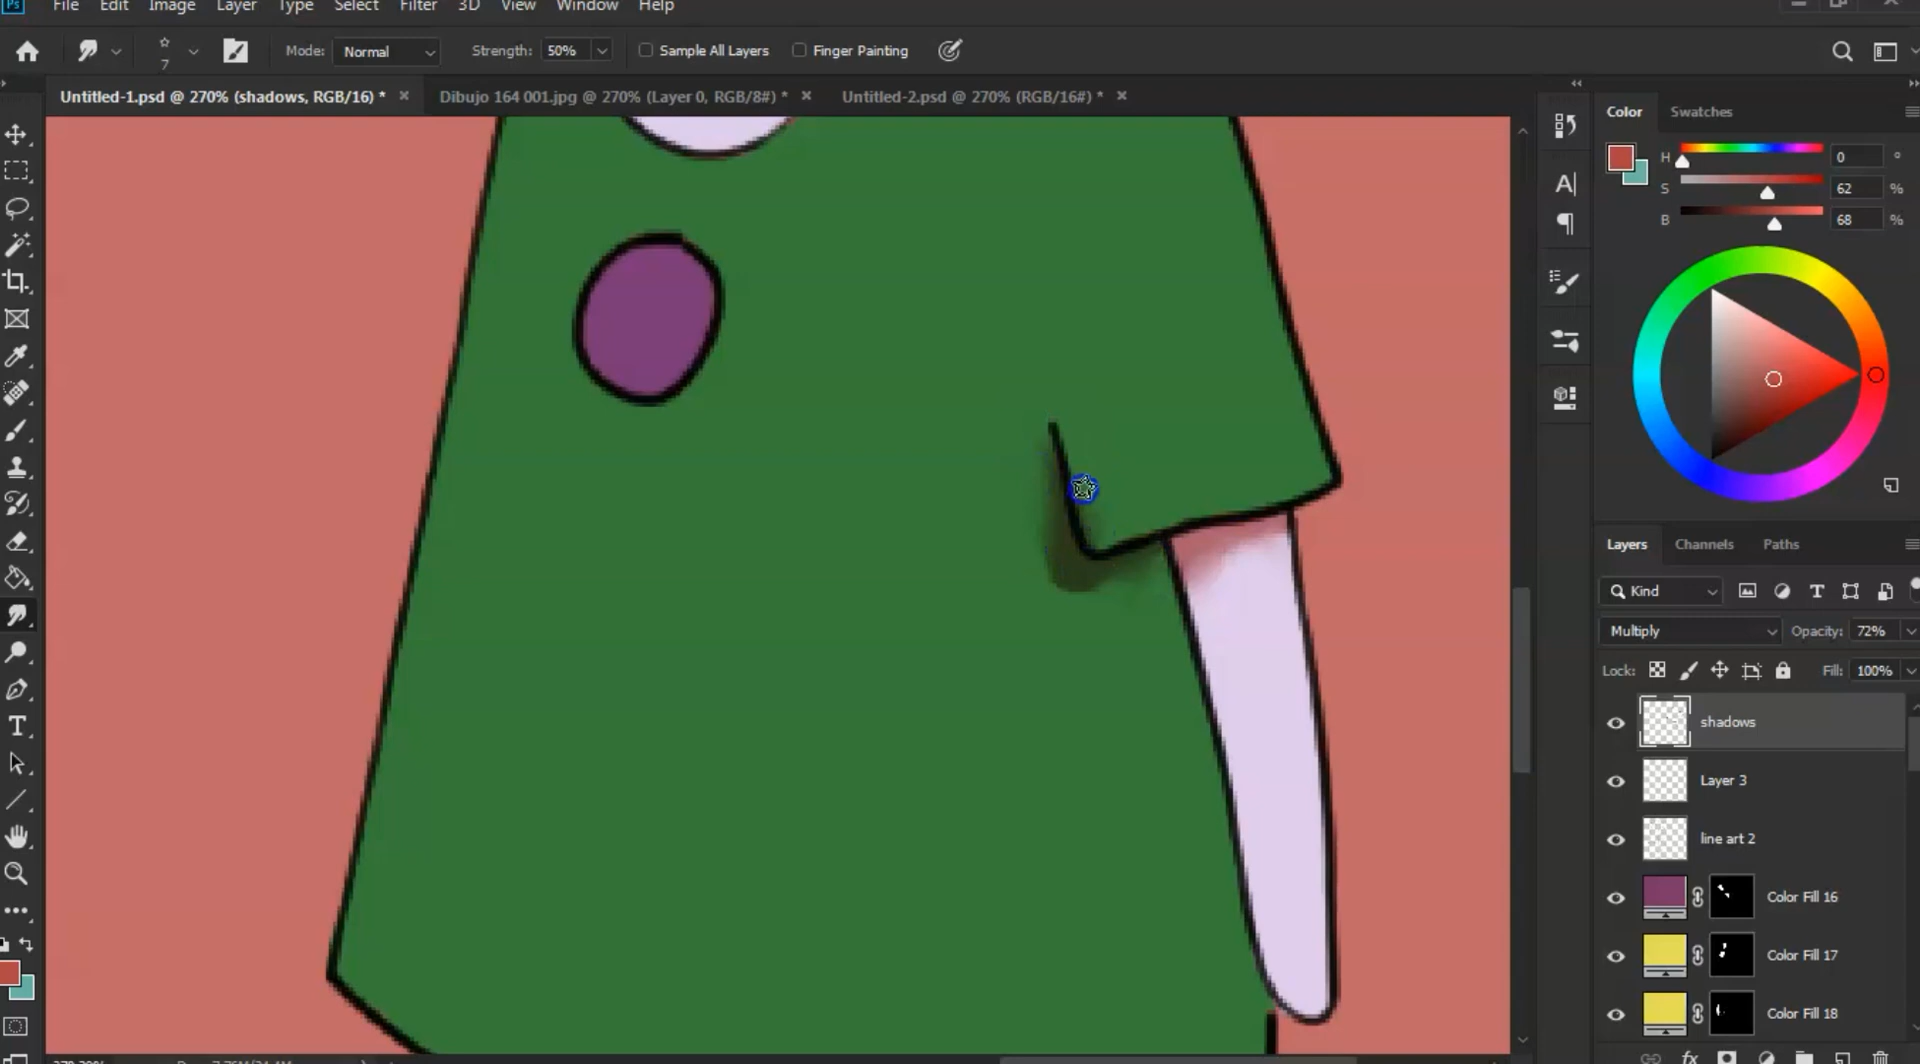 Ps File Edit Image Layer Type Select Filter 3D View Window Help
7 Mode: Normal Strength: 50% Sample All Layers Finger Painting
Untitled-1.psd @ 270% (shadows, RGB/16) * × Dibujo 164 001.jpg @ 270% (Layer 0, RGB/8#) * × Untitled-2.psd @ 270% (RGB/16#) * ×
Color Swatches
H 0 °
S 62 %
B 68 %
Layers Channels Paths
Kind
Multiply Opacity: 72%
Lock: Fill: 100%
shadows
Layer 3
line art 2
Color Fill 16
Color Fill 17
Color Fill 18